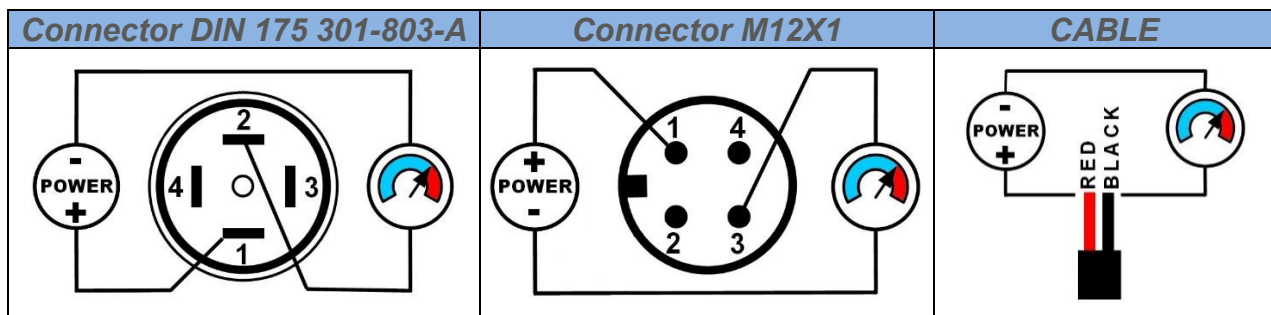 Connector DIN 175 301-803-A
-
POWER
+
2
4
3
1
Connector M12X1
+
POWER
-
1
4
2
3
CABLE
-
POWER
+
RED
BLACK